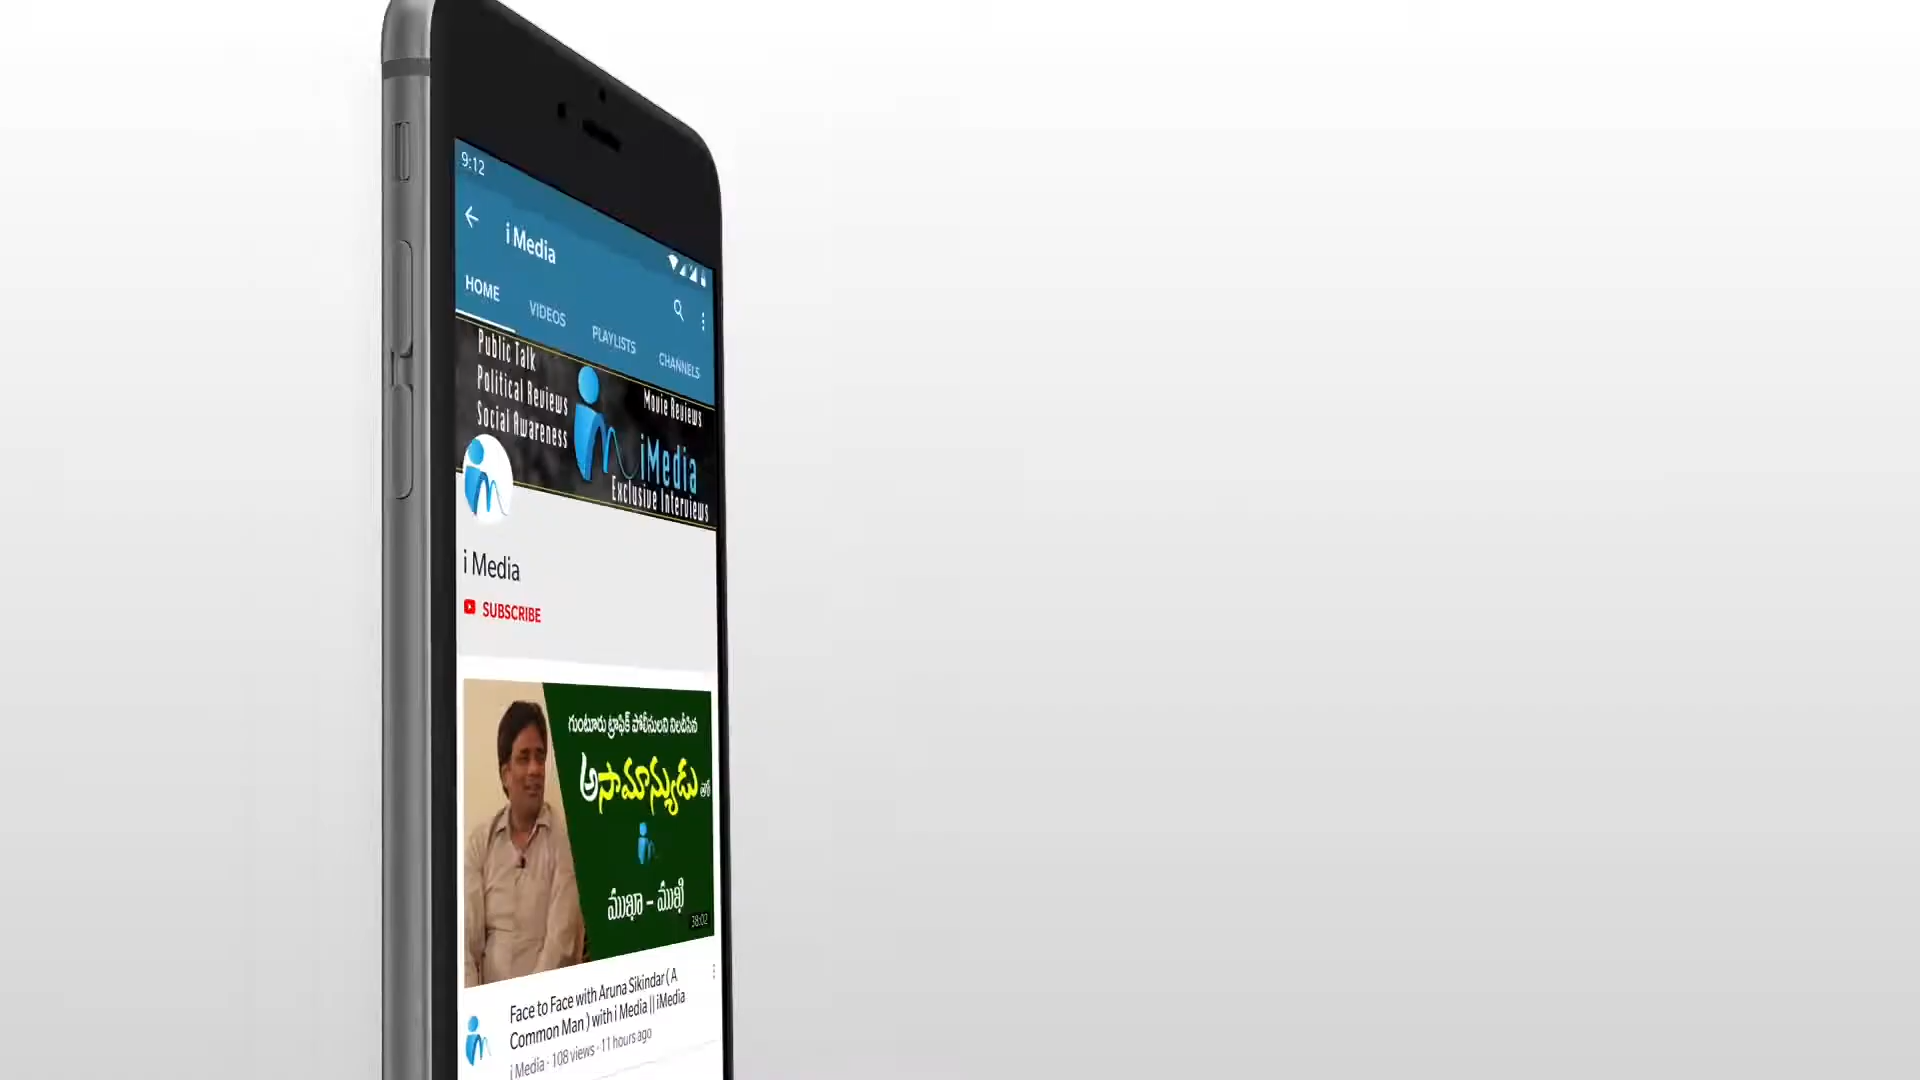 9:12
i Media
HOME
VIDEOS
PLAYLISTS
CHANNELS
Public Talk
Political Reviews
Social Awareness
Movie Reviews
iMedia
Exclusive Interviews
i Media
SUBSCRIBE
గుంటూరు ట్రాఫిక్ పోలీసులని నిలదీసిన
అసామాన్యుడు తో
ముఖా - ముఖి
38:02
Face to Face with Aruna Sikindar ( A
Common Man ) with i Media || iMedia
i Media · 108 views · 11 hours ago